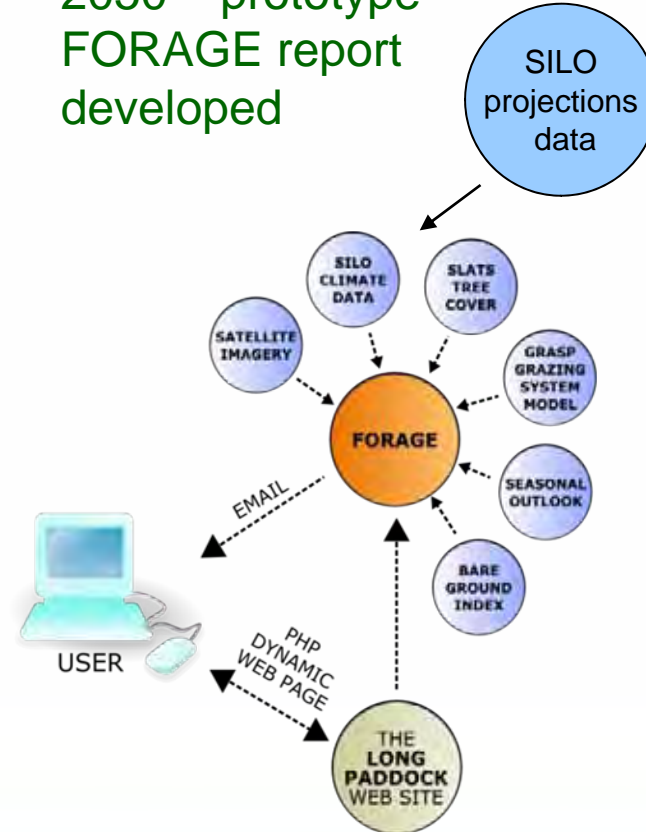 FORAGE report
developed
SILO
projections
data
SILO
CLIMATE
DATA
SLATS
TREE
COVER
SATELLITE
IMAGERY
GRASP
GRAZING
SYSTEM
MODEL
FORAGE
SEASONAL
OUTLOOK
EMAIL
BARE
GROUND
INDEX
USER
PHP
DYNAMIC
WEB PAGE
THE
LONG
PADDOCK
WEB SITE